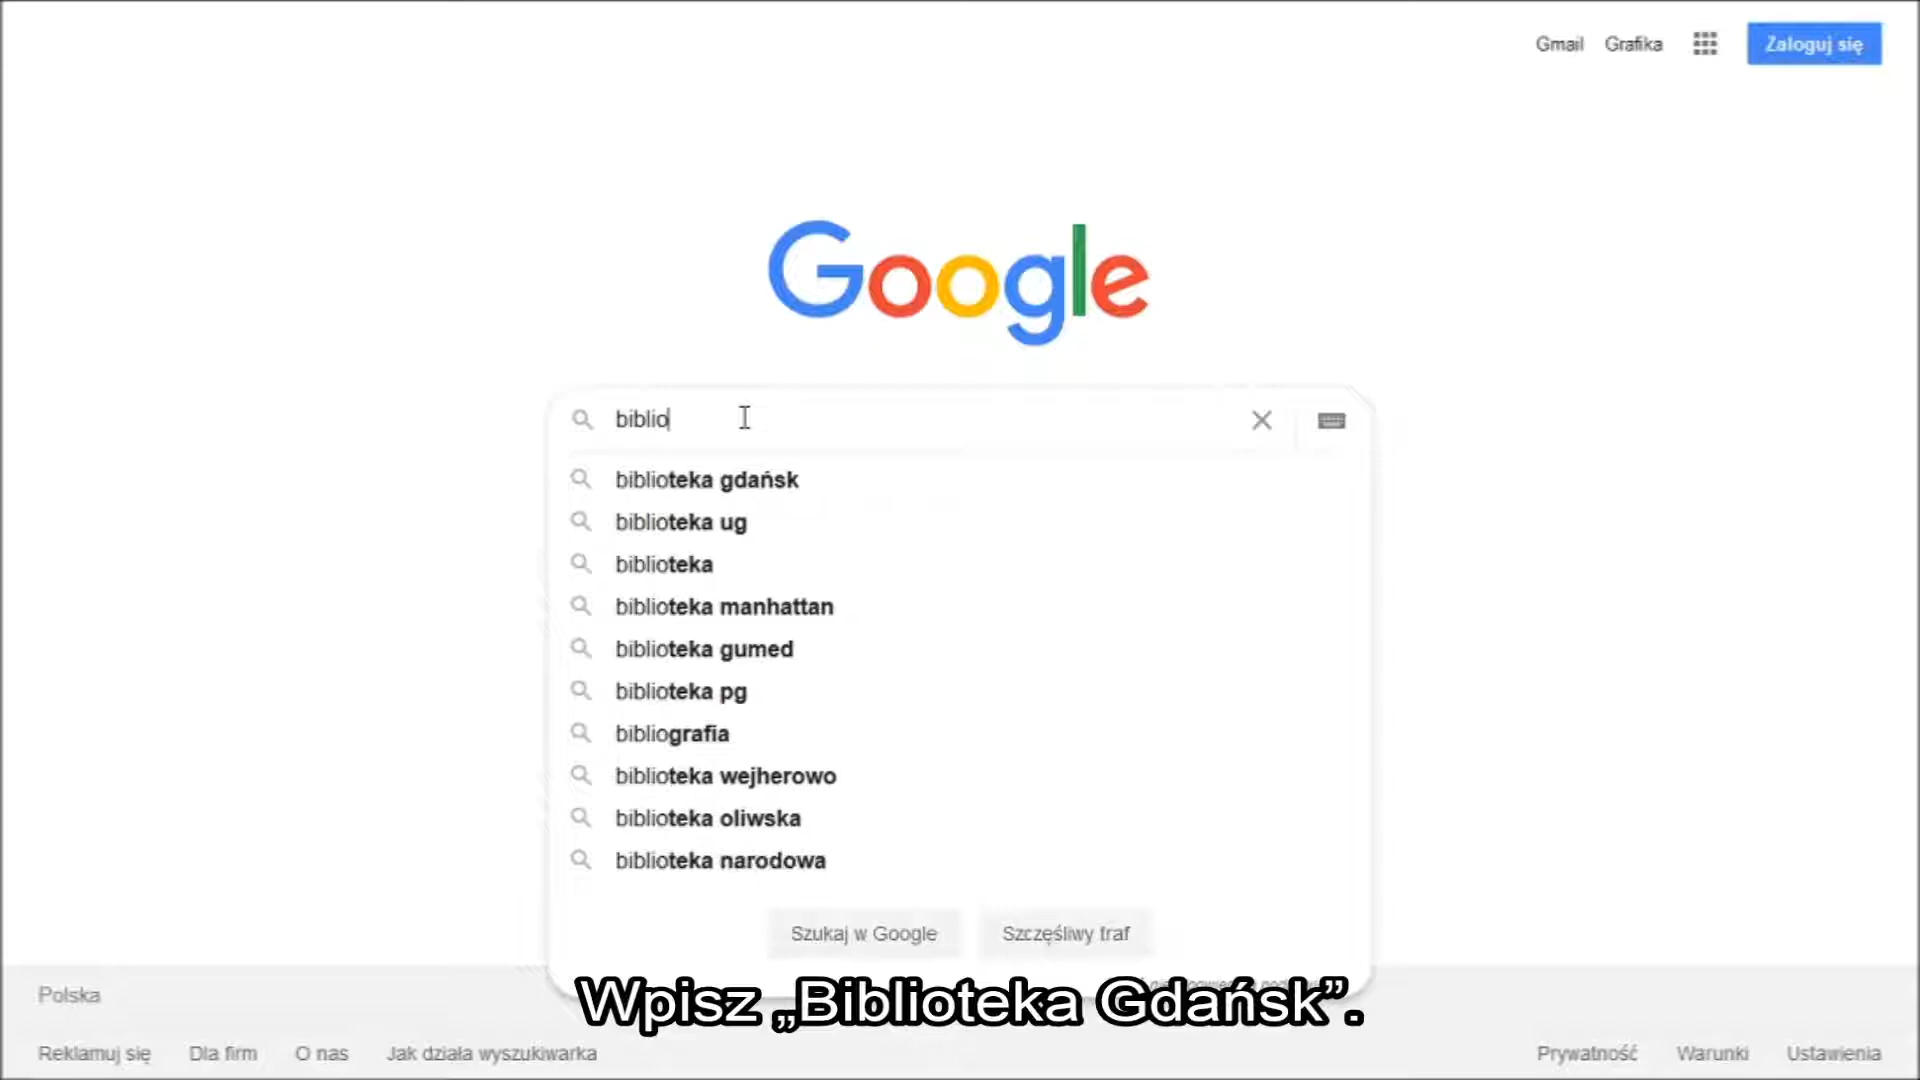 Gmail Grafika Zaloguj się
Google
biblio
biblioteka gdańsk
biblioteka ug
biblioteka
biblioteka manhattan
biblioteka gumed
biblioteka pg
bibliografia
biblioteka wejherowo
biblioteka oliwska
biblioteka narodowa
Szukaj w Google Szczęśliwy traf
Wpisz „Biblioteka Gdańsk”.
Polska
Reklamuj się Dla firm O nas Jak działa wyszukiwarka Prywatność Warunki Ustawienia